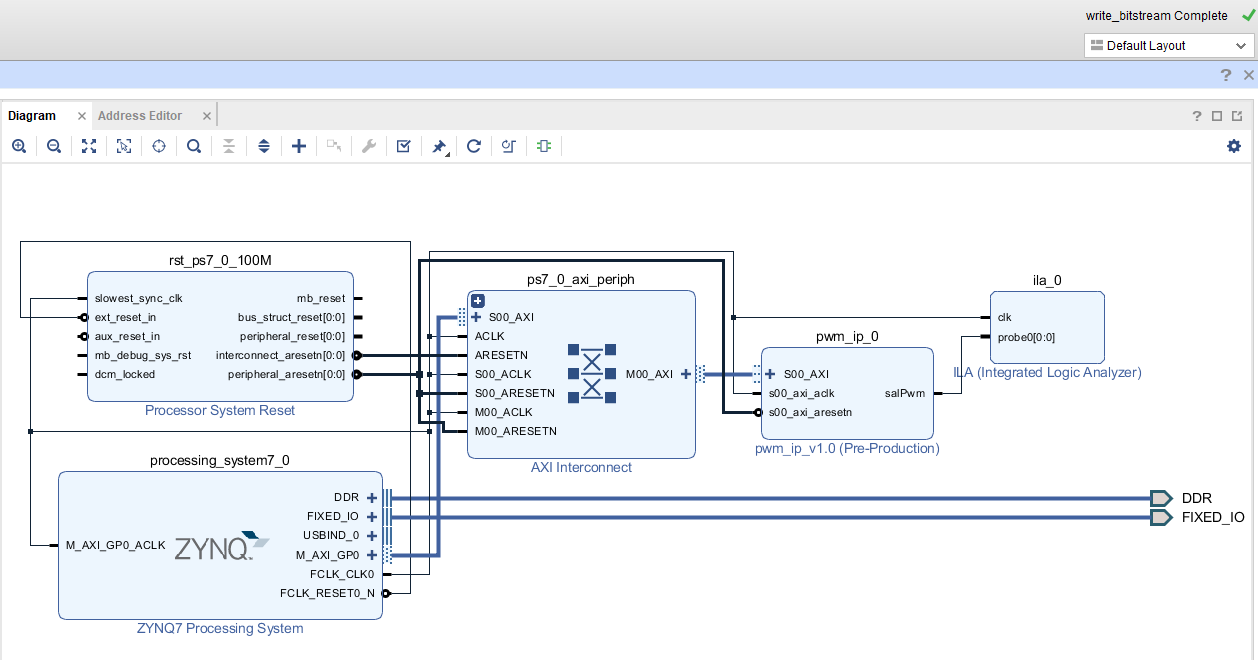 write_bitstream Complete
Default Layout
Diagram
Address Editor
rst_ps7_0_100M
slowest_sync_clk
ext_reset_in
aux_reset_in
mb_debug_sys_rst
dcm_locked
mb_reset
bus_struct_reset[0:0]
peripheral_reset[0:0]
interconnect_aresetn[0:0]
peripheral_aresetn[0:0]
Processor System Reset
ps7_0_axi_periph
S00_AXI
ACLK
ARESETN
S00_ACLK
S00_ARESETN
M00_ACLK
M00_ARESETN
M00_AXI
AXI Interconnect
pwm_ip_0
S00_AXI
s00_axi_aclk
s00_axi_aresetn
salPwm
pwm_ip_v1.0 (Pre-Production)
ila_0
clk
probe0[0:0]
ILA (Integrated Logic Analyzer)
processing_system7_0
M_AXI_GP0_ACLK
ZYNQ
DDR
FIXED_IO
USBIND_0
M_AXI_GP0
FCLK_CLK0
FCLK_RESET0_N
ZYNQ7 Processing System
DDR
FIXED_IO